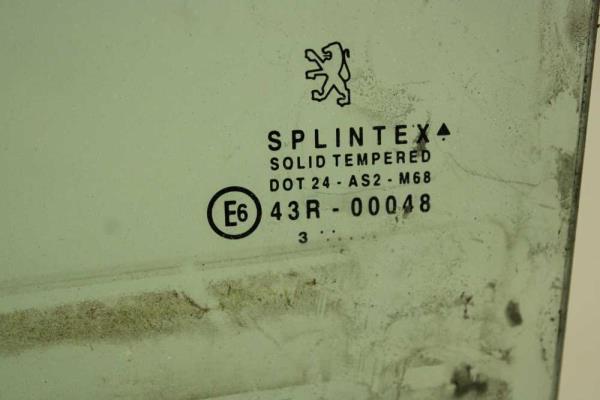 SPLINTEX▲
SOLID TEMPERED
DOT 24 - AS2 - M68
E6 43R - 00048
3 ·· ·····